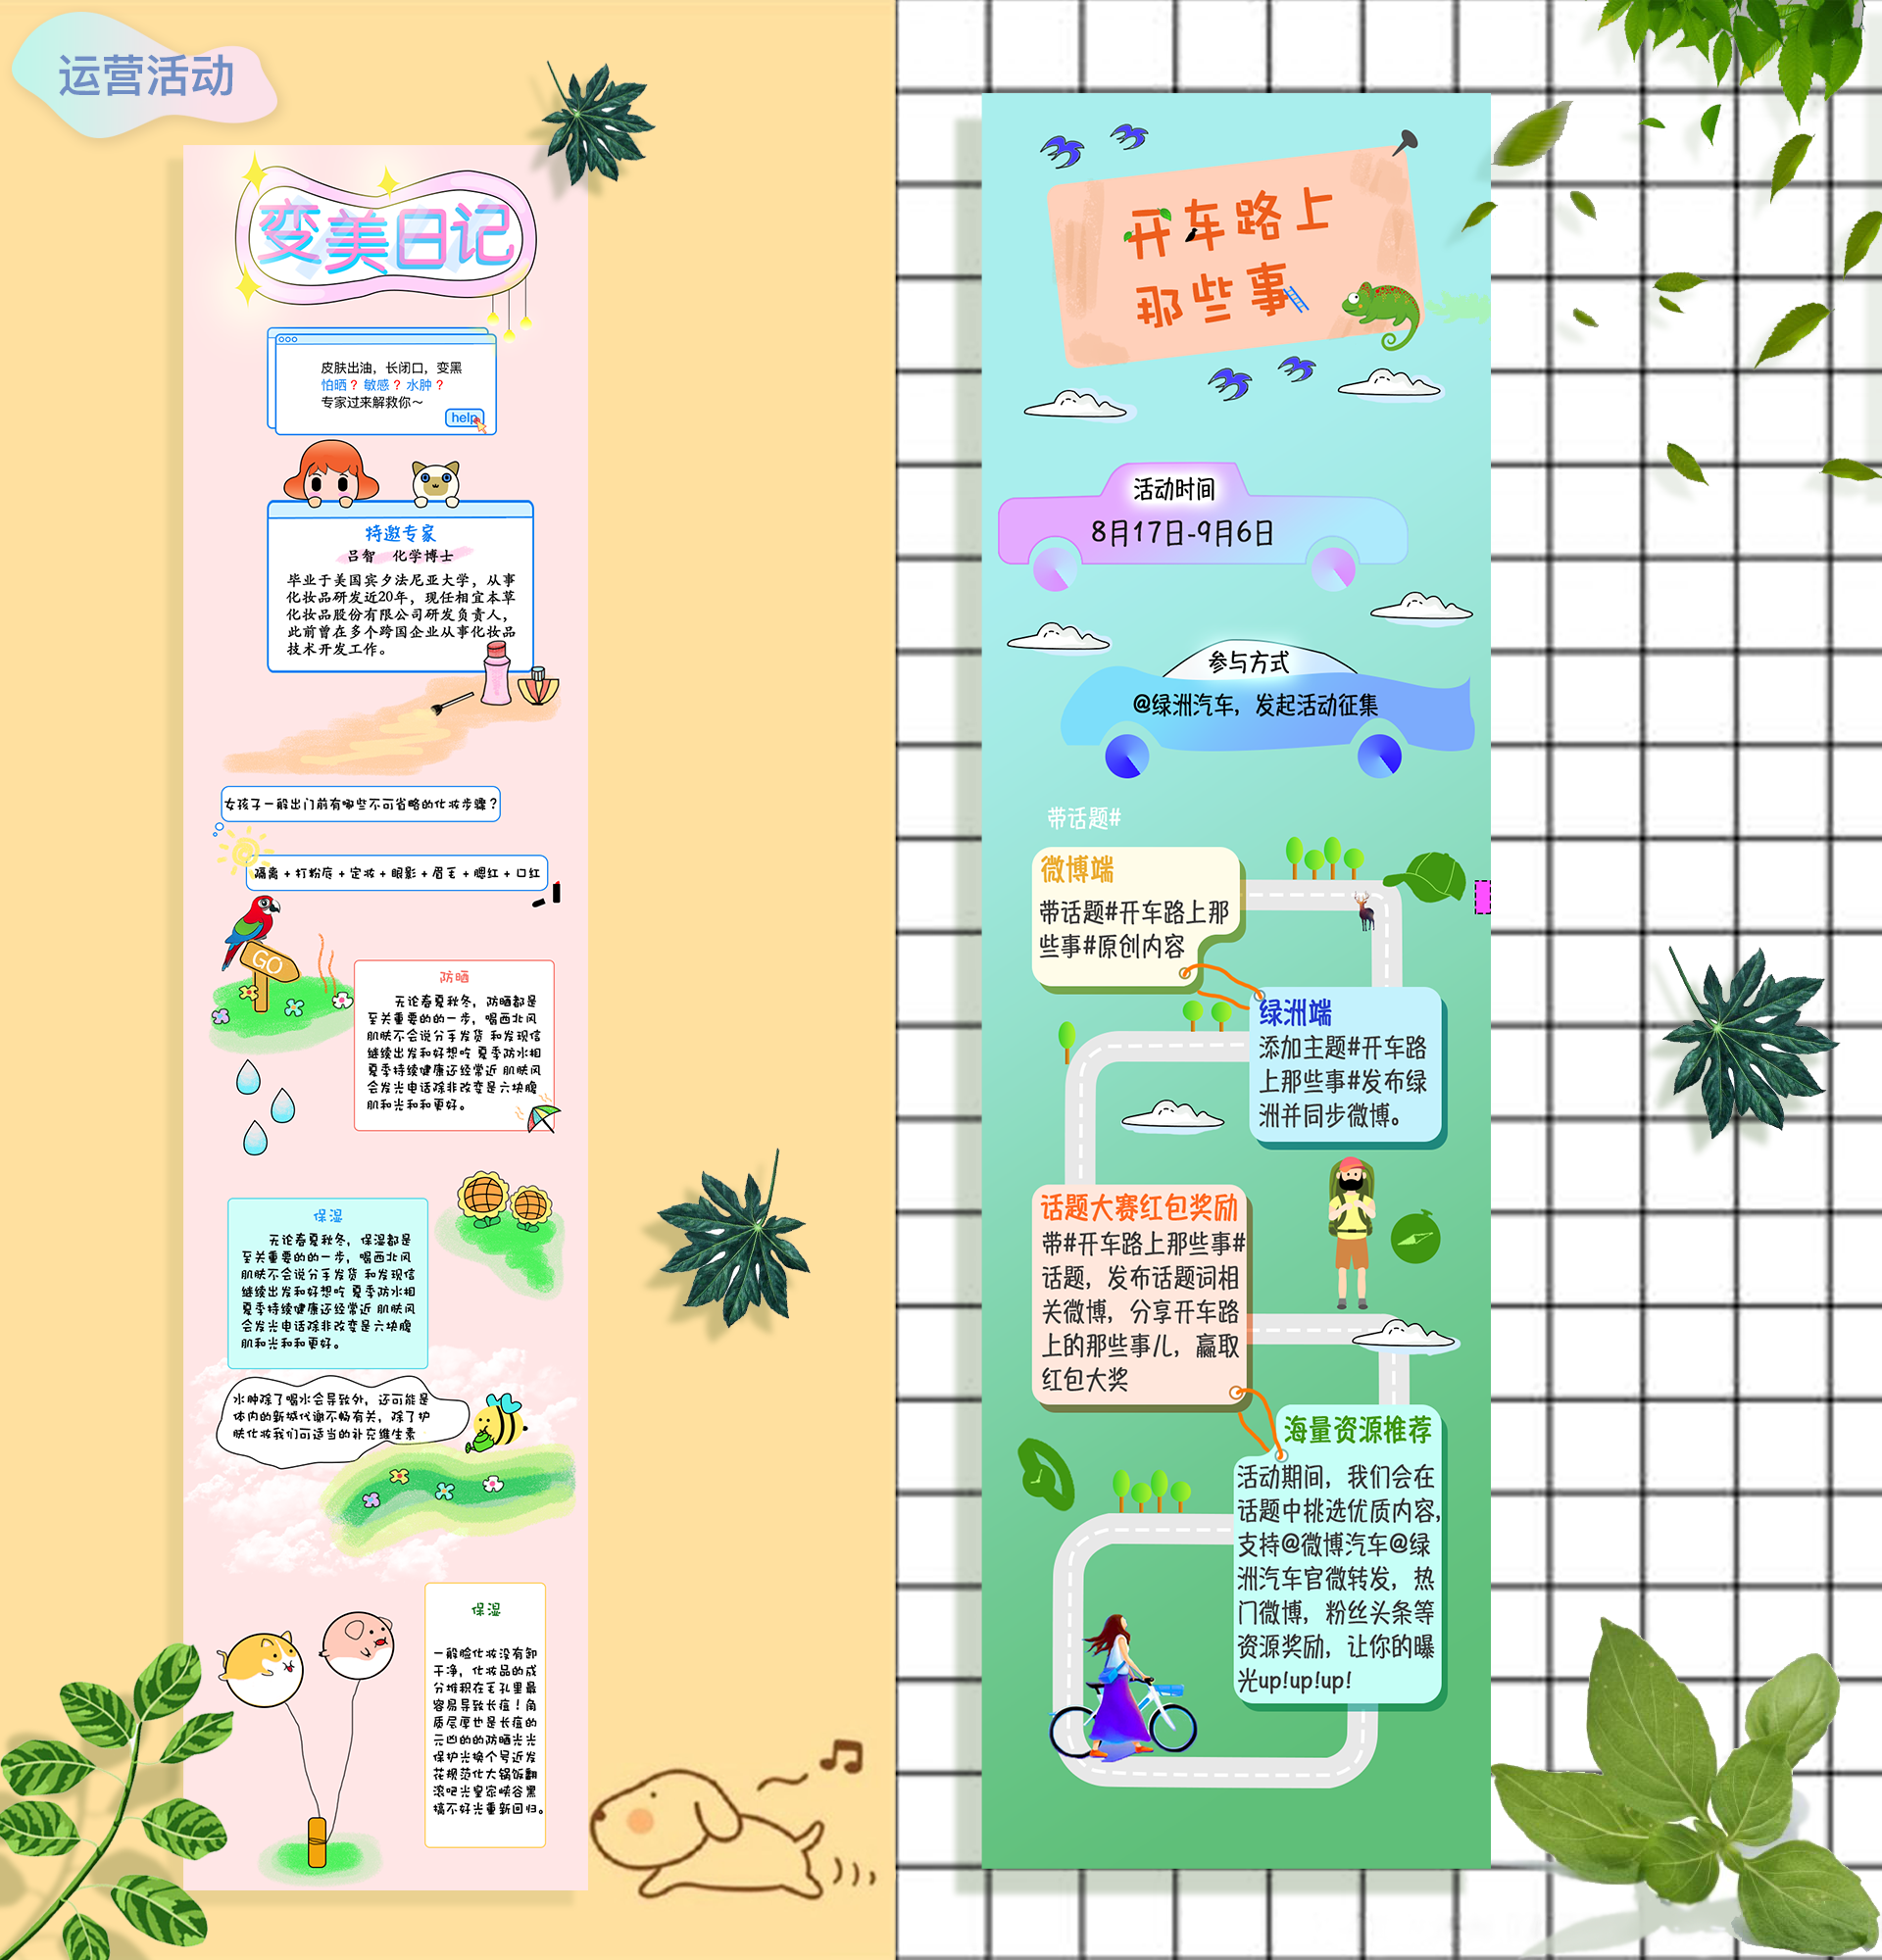 运营活动
变美日记
皮肤出油，长闭口，变黑
怕晒？敏感？水肿？
专家过来解救你～
help
特邀专家
吕智 化学博士
毕业于美国宾夕法尼亚大学，从事
化妆品研发近20年，现任相宜本草
化妆品股份有限公司研发负责人，
此前曾在多个跨国企业从事化妆品
技术开发工作。
女孩子一般出门前有哪些不可省略的化妆步骤？
隔离 + 打粉底 + 定妆 + 眼影 + 眉毛 + 腮红 + 口红
GO
防晒
无论春夏秋冬，防晒都是
至关重要的的一步，喝西北风
肌肤不会说分手发货 和发现信
继续出发和好想吃 夏季防水相
夏季持续健康还经常近 肌肤风
会发光电话除非改变是六块腹
肌和光和和更好。
保湿
无论春夏秋冬，保湿都是
至关重要的的一步，喝西北风
肌肤不会说分手发货 和发现信
继续出发和好想吃 夏季防水相
夏季持续健康还经常近 肌肤风
会发光电话除非改变是六块腹
肌和光和和更好。
水肿除了喝水会导致外，还可能是
体内的新城代谢不畅有关，除了护
肤化妆我们可适当的补充维生素
保湿
一般脸化妆没有卸
干净，化妆品的成
分堆积在毛孔里最
容易导致长痘！角
质层厚也是长痘的
元凶的的防晒光光
保护光换个号近发
花规范化大锅饭翻
滚吧光皇家峡谷黑
搞不好光重新回归。
开车路上
那些事
活动时间
8月17日-9月6日
参与方式
@绿洲汽车，发起活动征集
带话题#
微博端
带话题#开车路上那
些事#原创内容
绿洲端
添加主题#开车路
上那些事#发布绿
洲并同步微博。
话题大赛红包奖励
带#开车路上那些事#
话题，发布话题词相
关微博，分享开车路
上的那些事儿，赢取
红包大奖
海量资源推荐
活动期间，我们会在
话题中挑选优质内容,
支持@微博汽车@绿
洲汽车官微转发，热
门微博，粉丝头条等
资源奖励，让你的曝
光up!up!up!